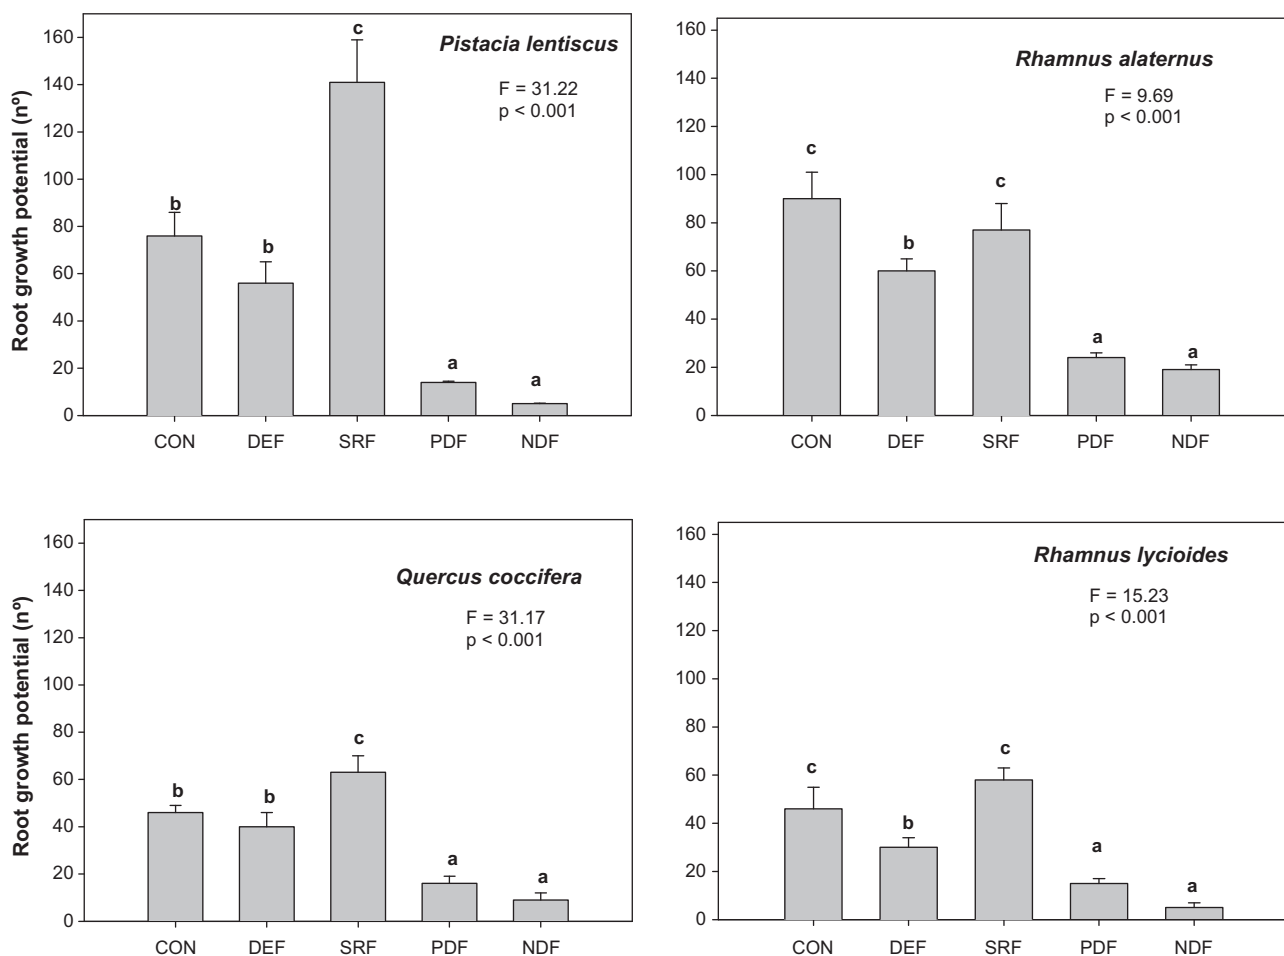 Pistacia lentiscus
F = 31.22
p < 0.001
Root growth potential (nº)
160
140
120
100
80
60
40
20
0
b
b
c
a
a
CON DEF SRF PDF NDF
Rhamnus alaternus
F = 9.69
p < 0.001
160
140
120
100
80
60
40
20
0
c
b
c
a
a
CON DEF SRF PDF NDF
Quercus coccifera
F = 31.17
p < 0.001
Root growth potential (nº)
160
140
120
100
80
60
40
20
0
b
b
c
a
a
CON DEF SRF PDF NDF
Rhamnus lycioides
F = 15.23
p < 0.001
160
140
120
100
80
60
40
20
0
c
b
c
a
a
CON DEF SRF PDF NDF